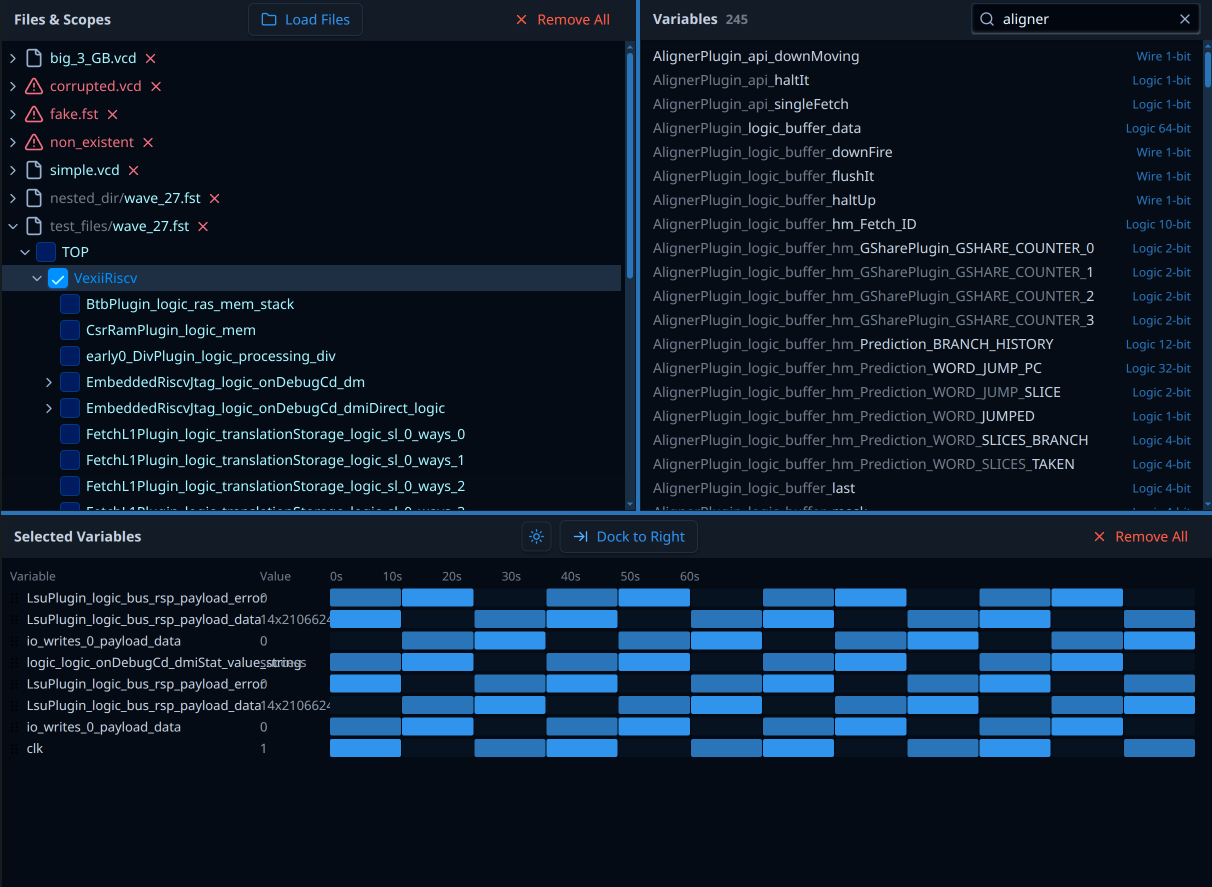 Files & Scopes
Load Files
Remove All
big_3_GB.vcd
corrupted.vcd
fake.fst
non_existent
simple.vcd
nested_dir/wave_27.fst
test_files/wave_27.fst
TOP
VexiiRiscv
BtbPlugin_logic_ras_mem_stack
CsrRamPlugin_logic_mem
early0_DivPlugin_logic_processing_div
EmbeddedRiscvJtag_logic_onDebugCd_dm
EmbeddedRiscvJtag_logic_onDebugCd_dmiDirect_logic
FetchL1Plugin_logic_translationStorage_logic_sl_0_ways_0
FetchL1Plugin_logic_translationStorage_logic_sl_0_ways_1
FetchL1Plugin_logic_translationStorage_logic_sl_0_ways_2
Variables 245
aligner
AlignerPlugin_api_downMoving Wire 1-bit
AlignerPlugin_api_haltIt Logic 1-bit
AlignerPlugin_api_singleFetch Logic 1-bit
AlignerPlugin_logic_buffer_data Logic 64-bit
AlignerPlugin_logic_buffer_downFire Wire 1-bit
AlignerPlugin_logic_buffer_flushIt Wire 1-bit
AlignerPlugin_logic_buffer_haltUp Wire 1-bit
AlignerPlugin_logic_buffer_hm_Fetch_ID Logic 10-bit
AlignerPlugin_logic_buffer_hm_GSharePlugin_GSHARE_COUNTER_0 Logic 2-bit
AlignerPlugin_logic_buffer_hm_GSharePlugin_GSHARE_COUNTER_1 Logic 2-bit
AlignerPlugin_logic_buffer_hm_GSharePlugin_GSHARE_COUNTER_2 Logic 2-bit
AlignerPlugin_logic_buffer_hm_GSharePlugin_GSHARE_COUNTER_3 Logic 2-bit
AlignerPlugin_logic_buffer_hm_Prediction_BRANCH_HISTORY Logic 12-bit
AlignerPlugin_logic_buffer_hm_Prediction_WORD_JUMP_PC Logic 32-bit
AlignerPlugin_logic_buffer_hm_Prediction_WORD_JUMP_SLICE Logic 2-bit
AlignerPlugin_logic_buffer_hm_Prediction_WORD_JUMPED Logic 1-bit
AlignerPlugin_logic_buffer_hm_Prediction_WORD_SLICES_BRANCH Logic 4-bit
AlignerPlugin_logic_buffer_hm_Prediction_WORD_SLICES_TAKEN Logic 4-bit
AlignerPlugin_logic_buffer_last Logic 4-bit
Selected Variables
Dock to Right
Remove All
Variable Value 0s 10s 20s 30s 40s 50s 60s
LsuPlugin_logic_bus_rsp_payload_error 0
LsuPlugin_logic_bus_rsp_payload_data 14x2106624
io_writes_0_payload_data 0
logic_logic_onDebugCd_dmiStat_value_string
LsuPlugin_logic_bus_rsp_payload_error 0
LsuPlugin_logic_bus_rsp_payload_data 14x2106624
io_writes_0_payload_data 0
clk 1